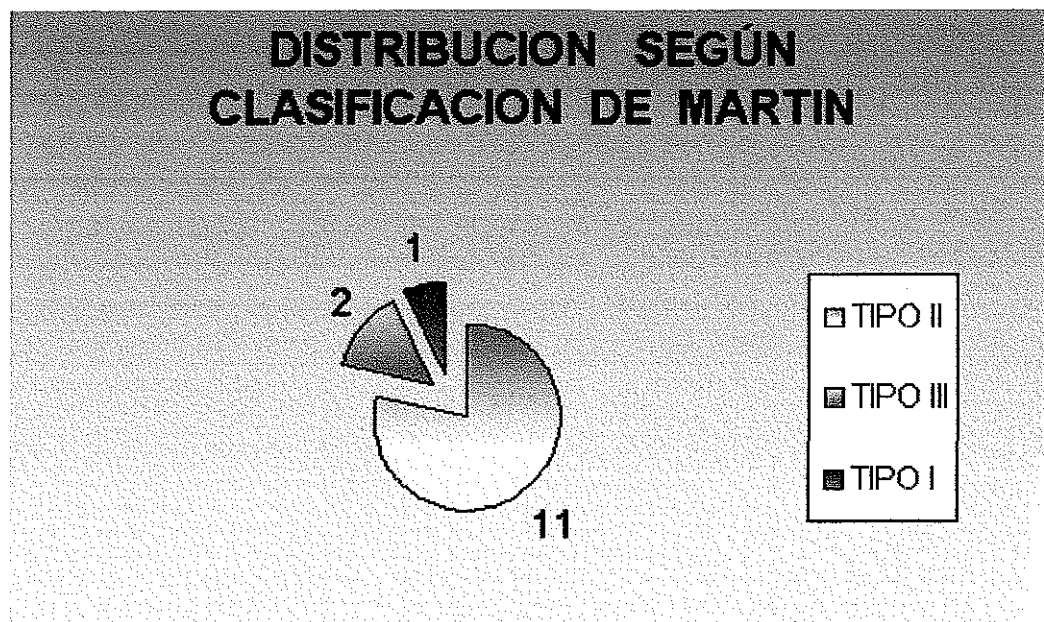 DISTRIBUCION SEGÚN
CLASIFICACION DE MARTIN
1
2
11
TIPO II
TIPO III
TIPO I